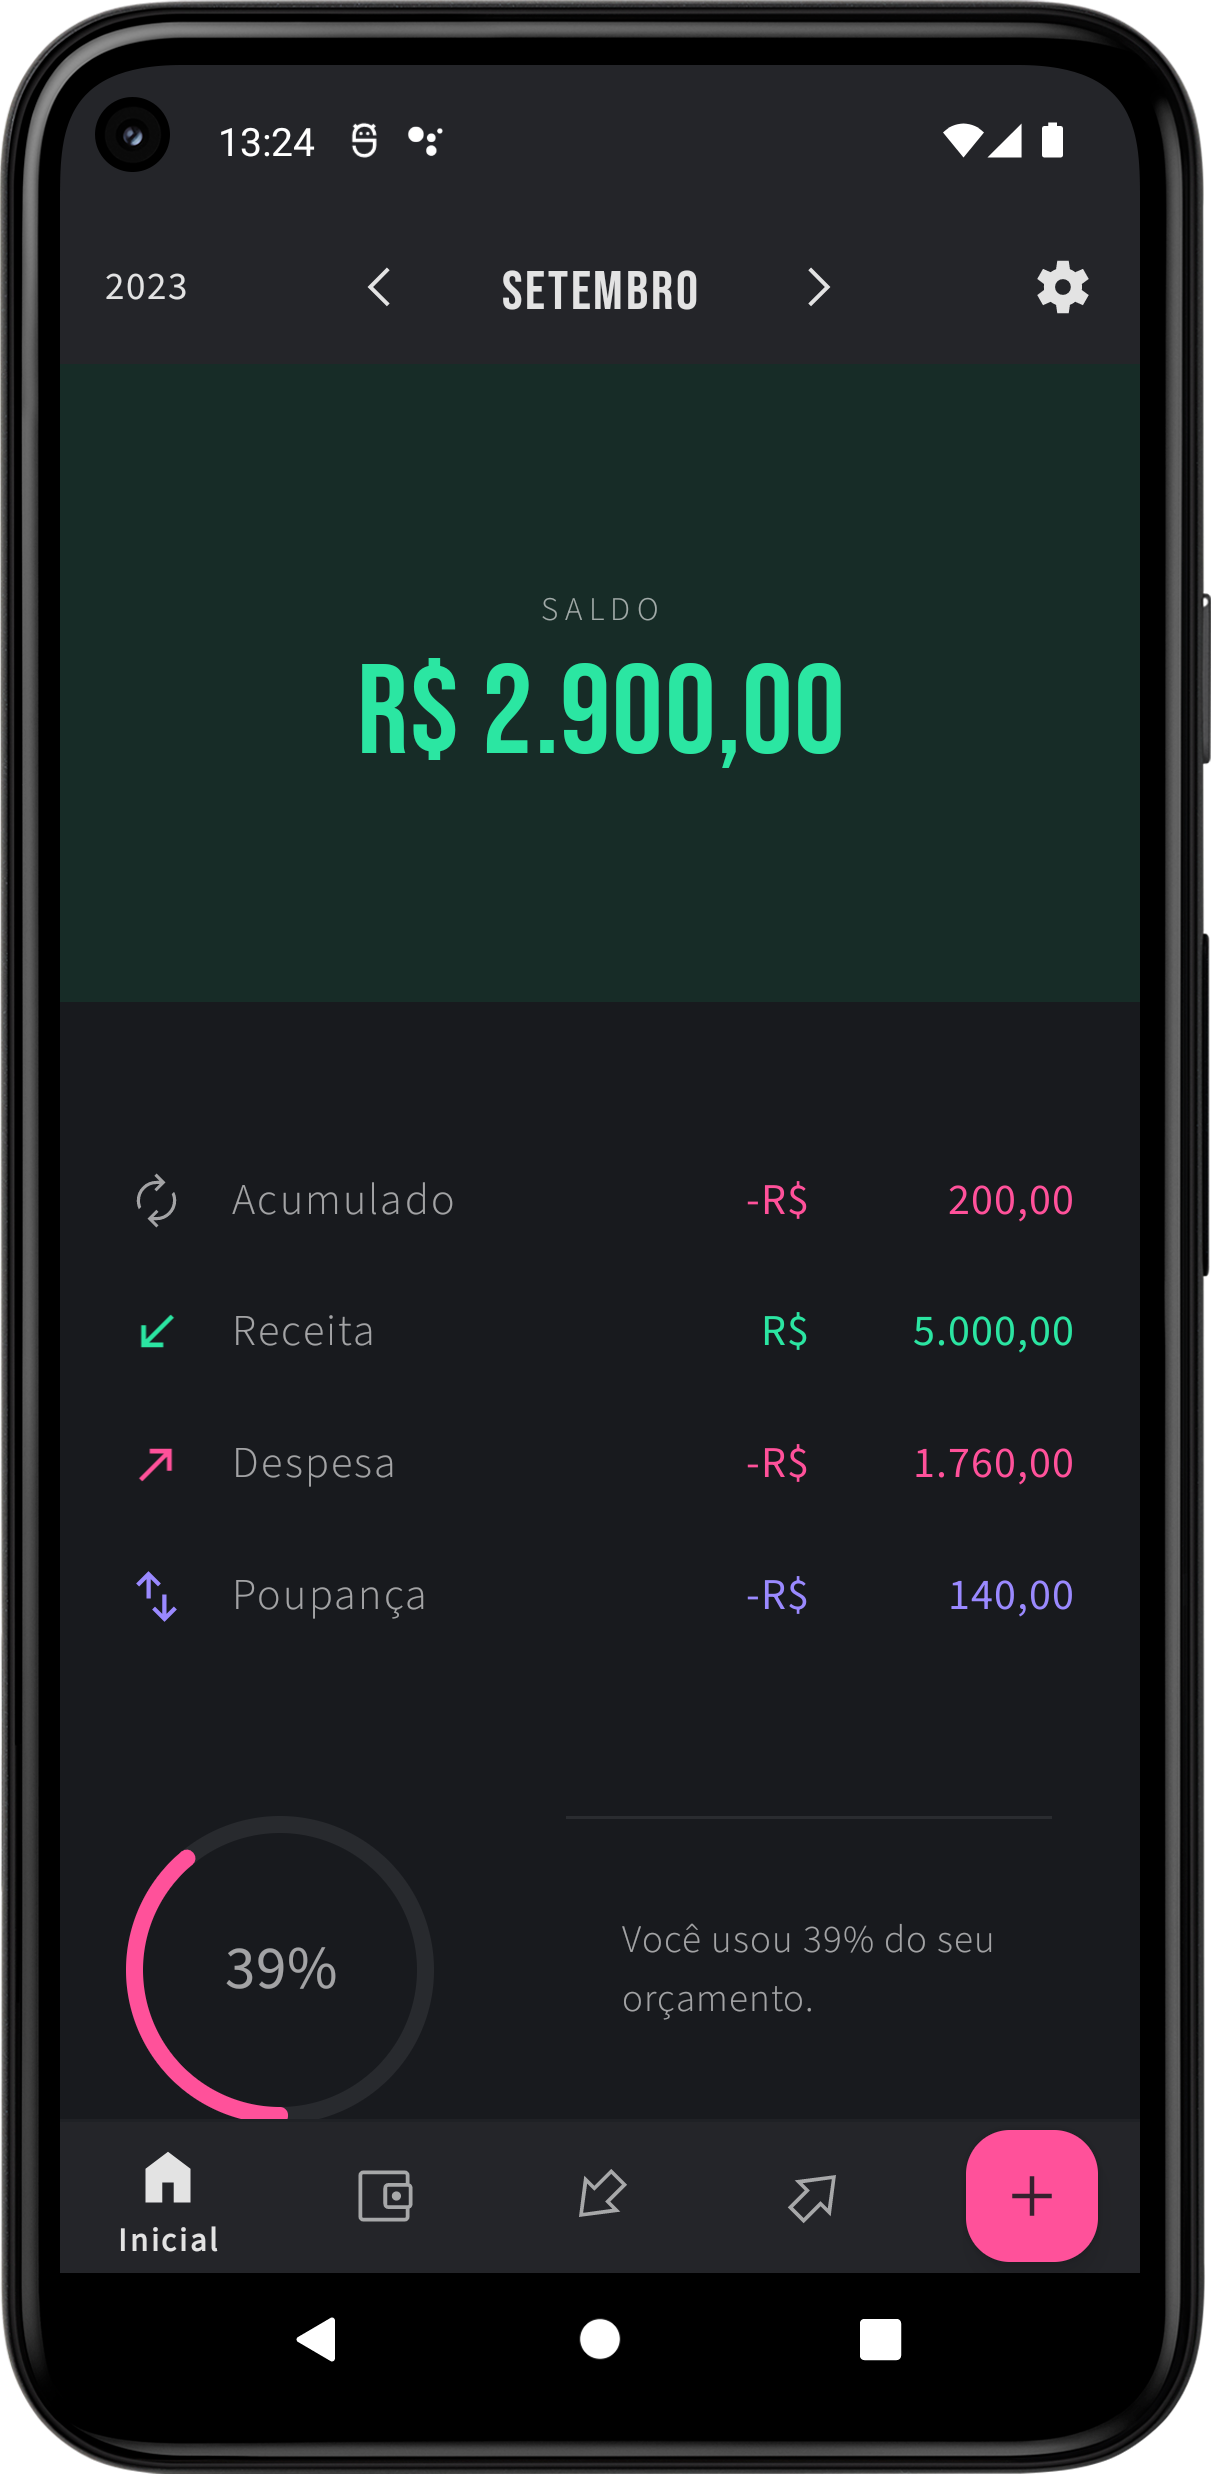 13:24
2023 SETEMBRO
SALDO
R$ 2.900,00
Acumulado -R$ 200,00
Receita R$ 5.000,00
Despesa -R$ 1.760,00
Poupança -R$ 140,00
39%
Você usou 39% do seu
orçamento.
Inicial